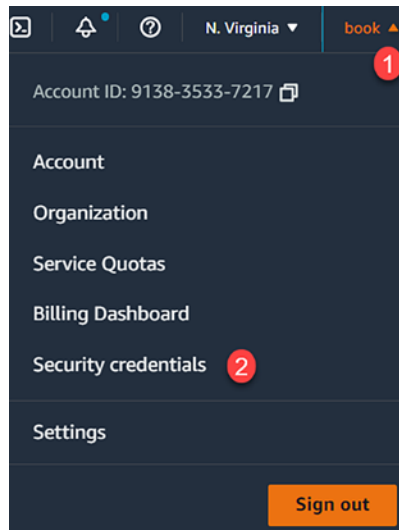 N. Virginia ▼ book ▲
1
Account ID: 9138-3533-7217
Account
Organization
Service Quotas
Billing Dashboard
Security credentials 2
Settings
Sign out